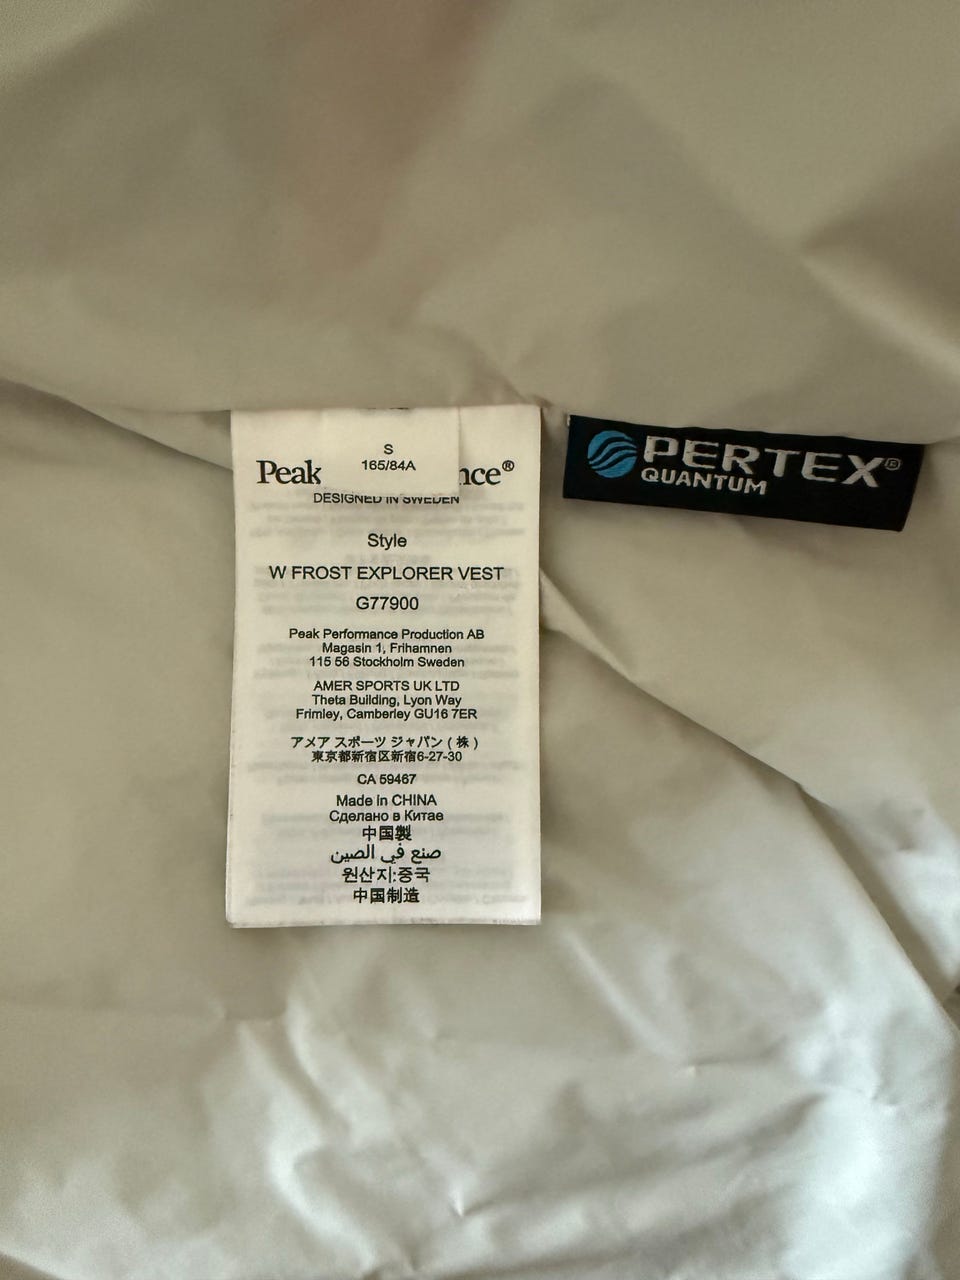 S
165/84A
Peak nce®
DESIGNED IN SWEDEN
Style
W FROST EXPLORER VEST
G77900
Peak Performance Production AB
Magasin 1, Frihamnen
115 56 Stockholm Sweden
AMER SPORTS UK LTD
Theta Building, Lyon Way
Frimley, Camberley GU16 7ER
アメア スポーツ ジャパン ( 株 )
東京都新宿区新宿6-27-30
CA 59467
Made in CHINA
Сделано в Китае
中国製
صنع في الصين
원산지:중국
中国制造
PERTEX®
QUANTUM